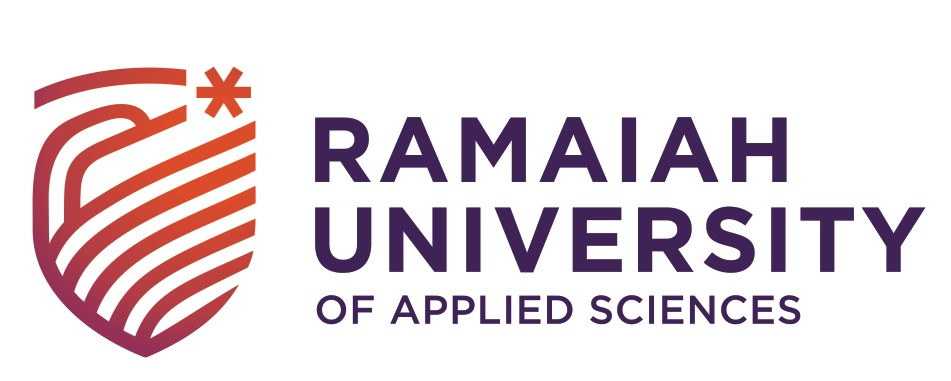 RAMAIAH
UNIVERSITY
OF APPLIED SCIENCES